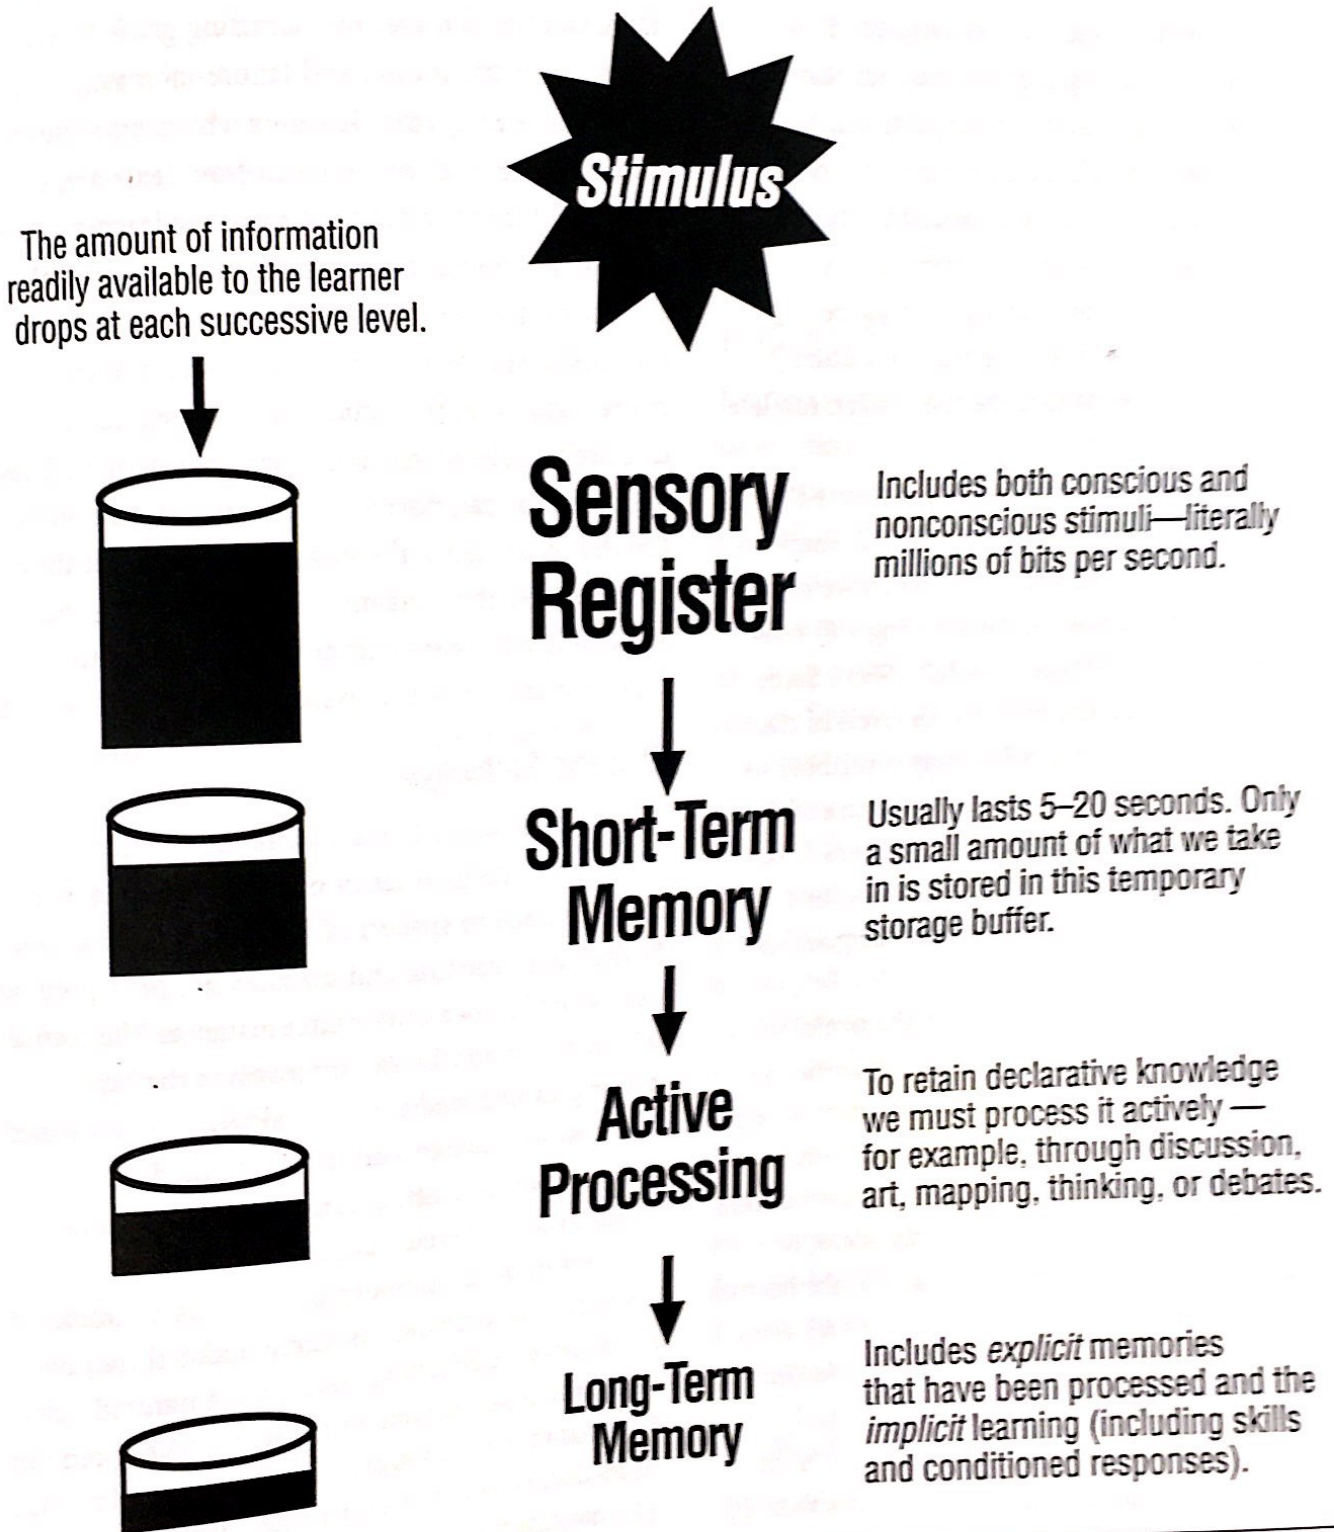 Stimulus
The amount of information
readily available to the learner
drops at each successive level.
Sensory
Register
Includes both conscious and
nonconscious stimuli—literally
millions of bits per second.
Short-Term
Memory
Usually lasts 5–20 seconds. Only
a small amount of what we take
in is stored in this temporary
storage buffer.
Active
Processing
To retain declarative knowledge
we must process it actively —
for example, through discussion,
art, mapping, thinking, or debates.
Long-Term
Memory
Includes explicit memories
that have been processed and the
implicit learning (including skills
and conditioned responses).